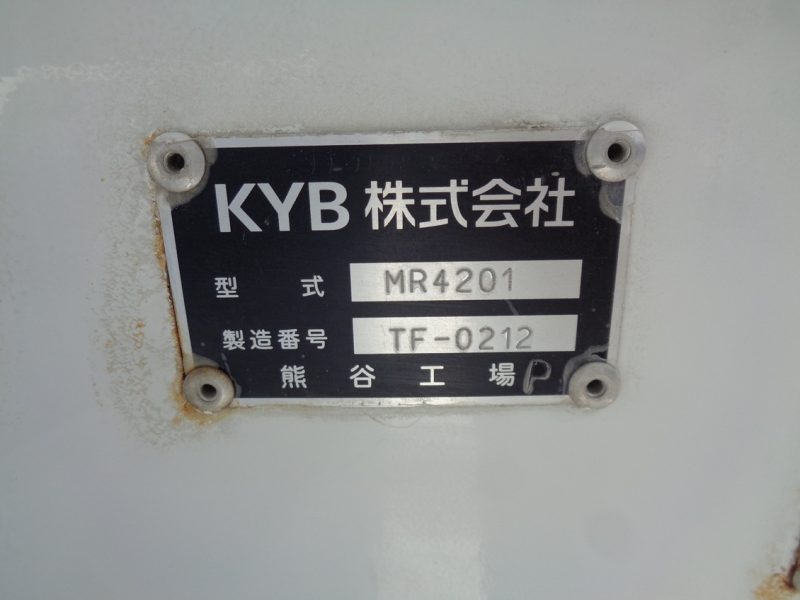 KYB 株式会社
型 式 MR4201
製造番号 TF-0212
熊谷工場 P